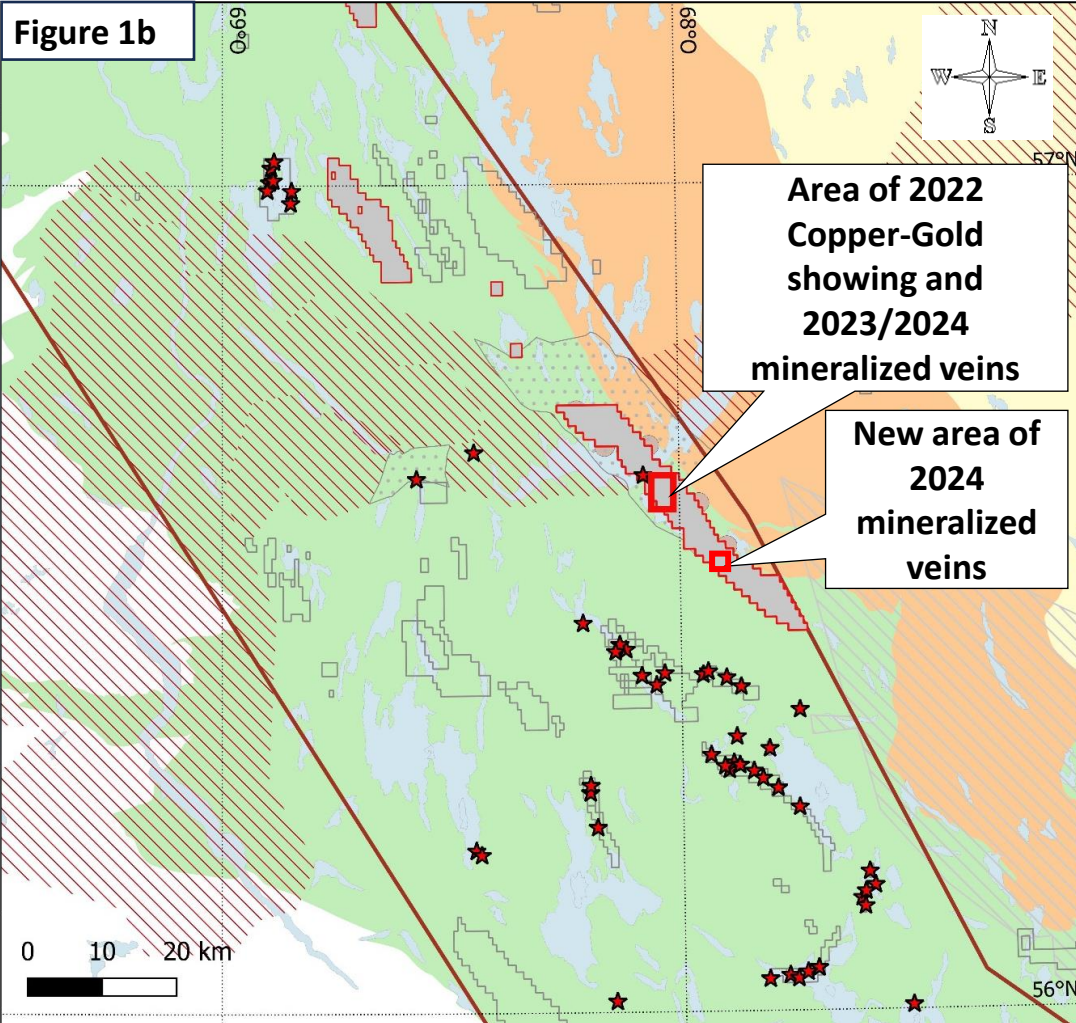 Figure 1b
69°O
68°O
N
W
E
S
57°N
Area of 2022
Copper-Gold
showing and
2023/2024
mineralized veins
New area of
2024
mineralized
veins
0 10 20 km
56°N